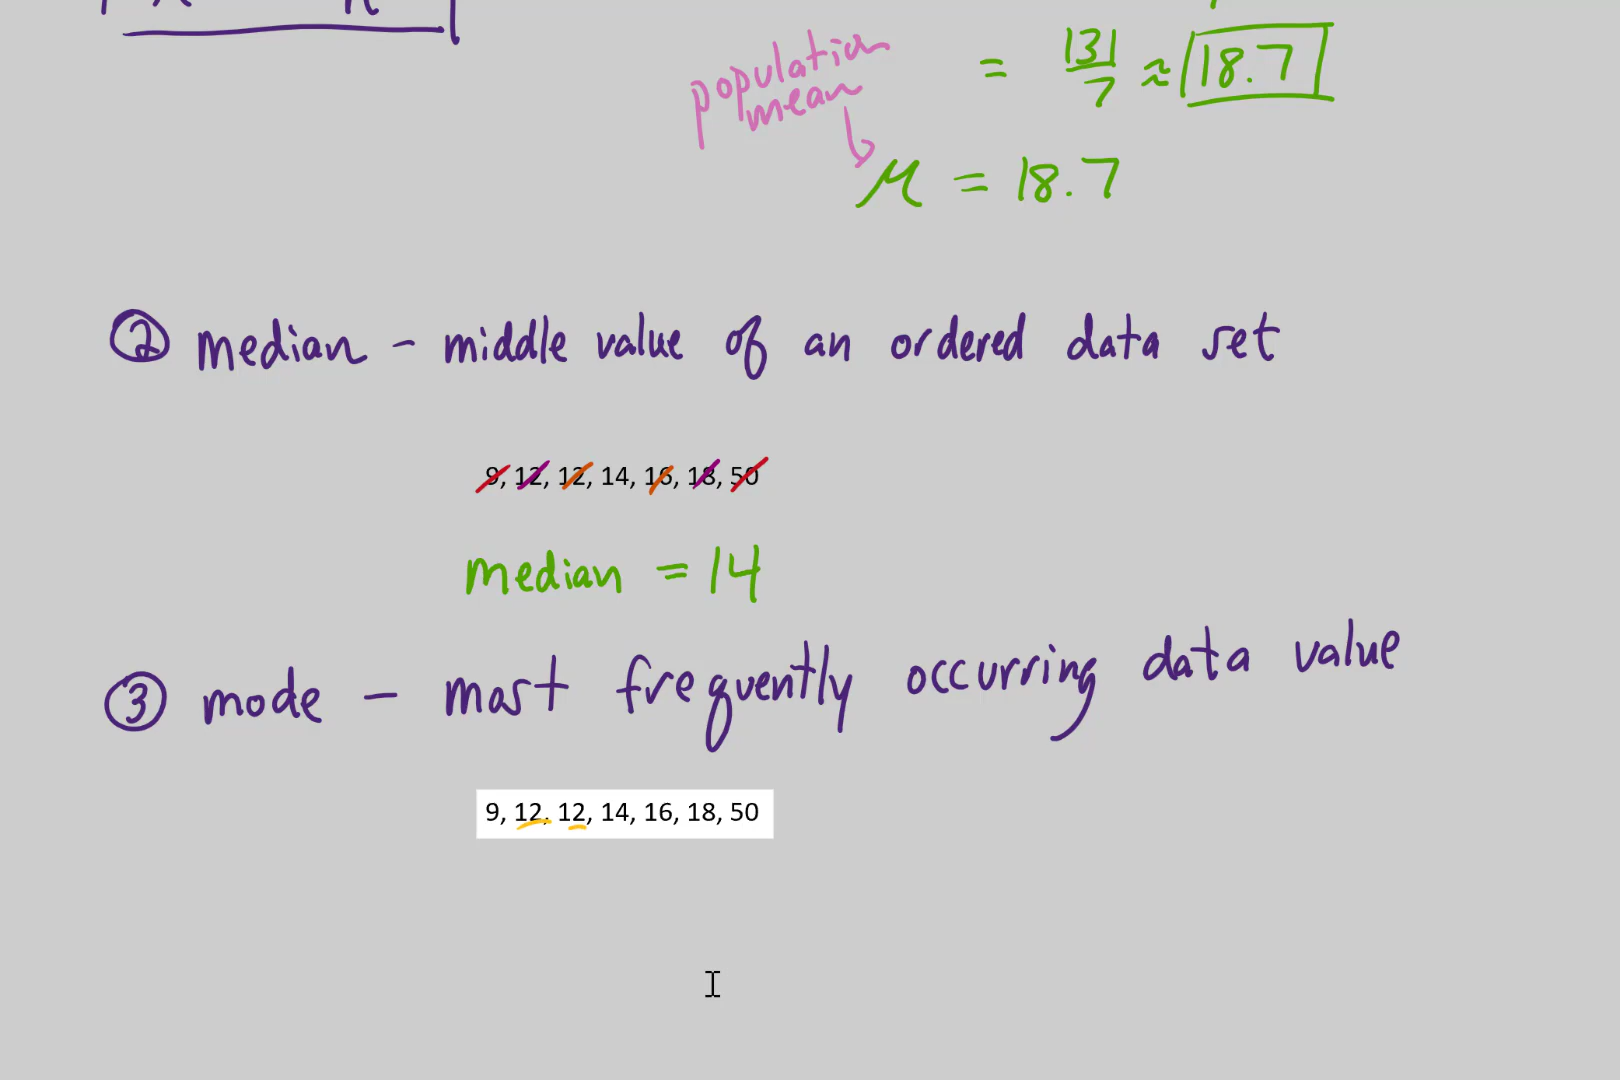 population
mean
= 131/7 ≈ 18.7
μ = 18.7
② median - middle value of an ordered data set
9, 12, 12, 14, 16, 18, 50
median = 14
③ mode - most frequently occurring data value
9, 12, 12, 14, 16, 18, 50